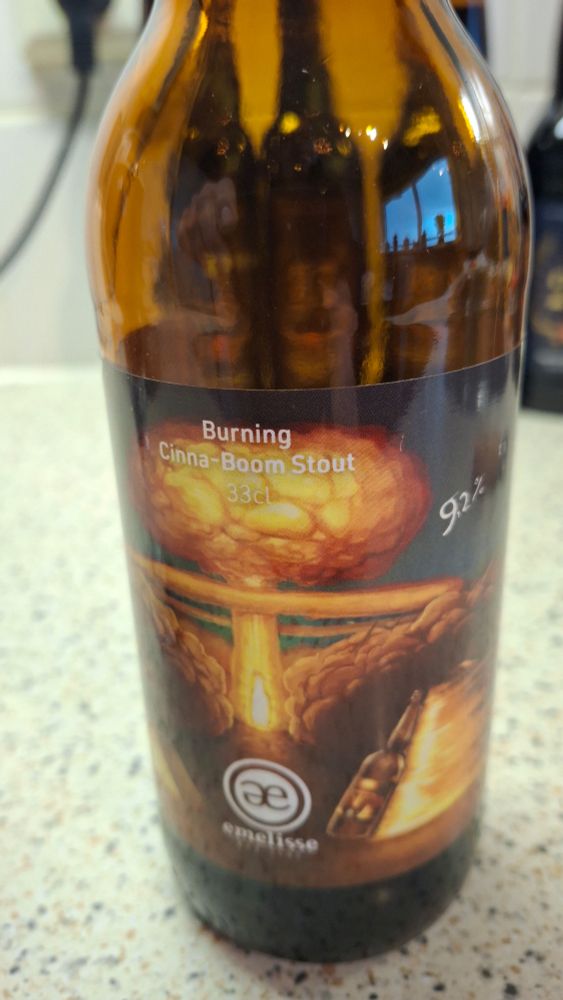 Burning
Cinna-Boom Stout
33cl
9,2%
æ
emelisse